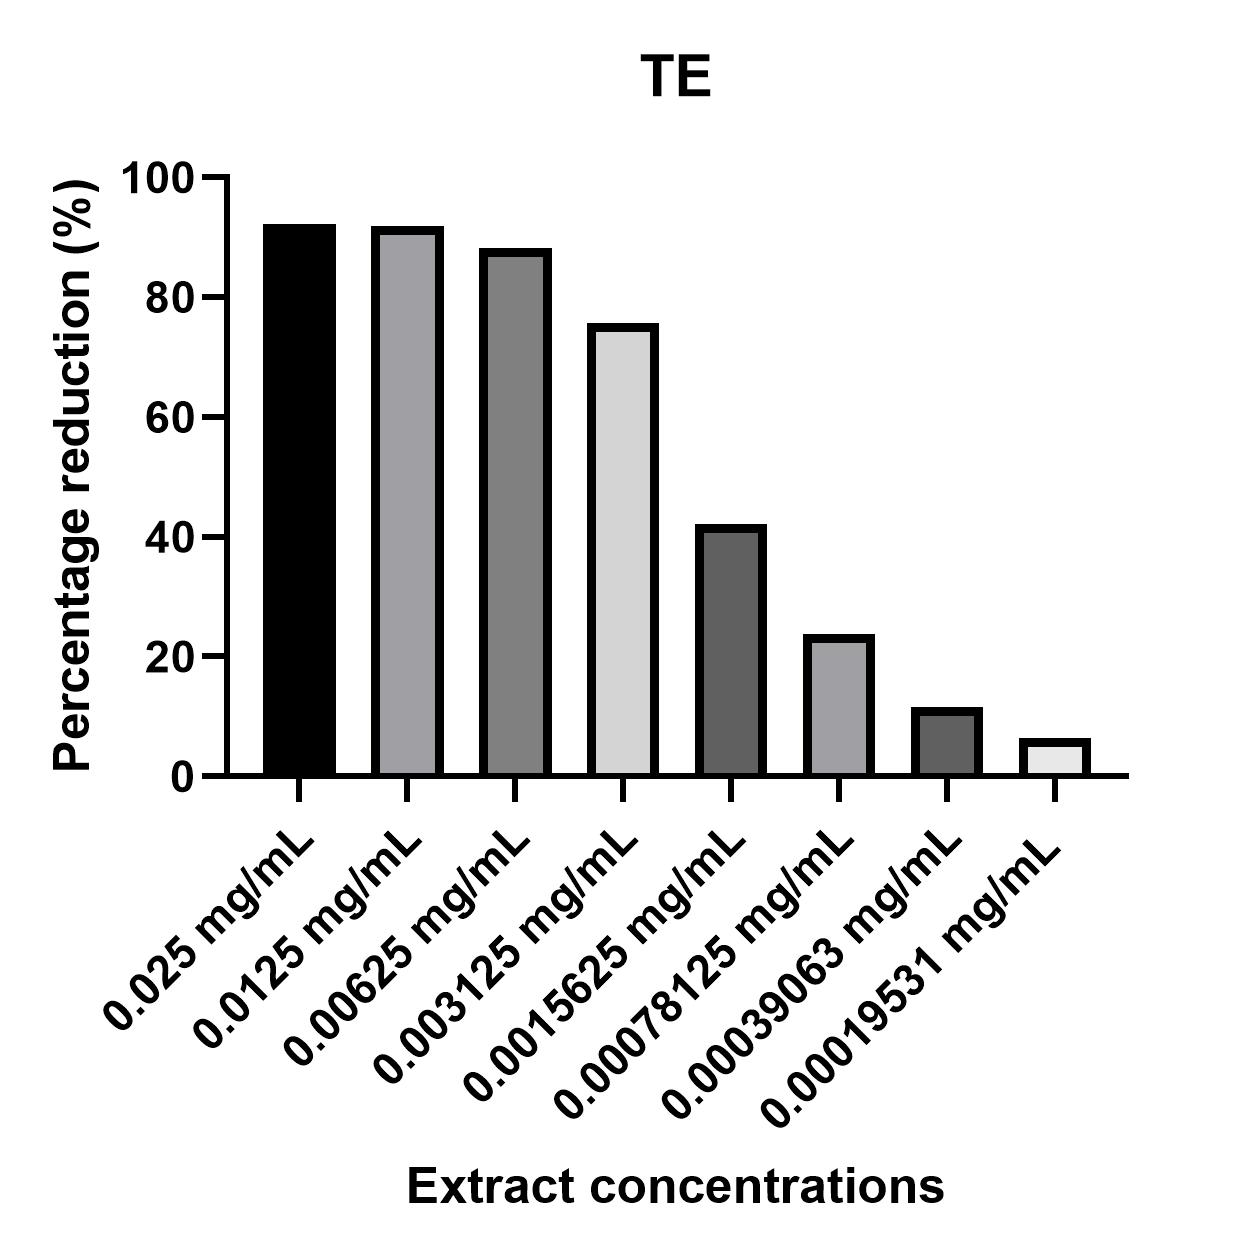 TE
Percentage reduction (%)
100
80
60
40
20
0
0.025 mg/mL
0.0125 mg/mL
0.00625 mg/mL
0.003125 mg/mL
0.0015625 mg/mL
0.00078125 mg/mL
0.00039063 mg/mL
0.00019531 mg/mL
Extract concentrations